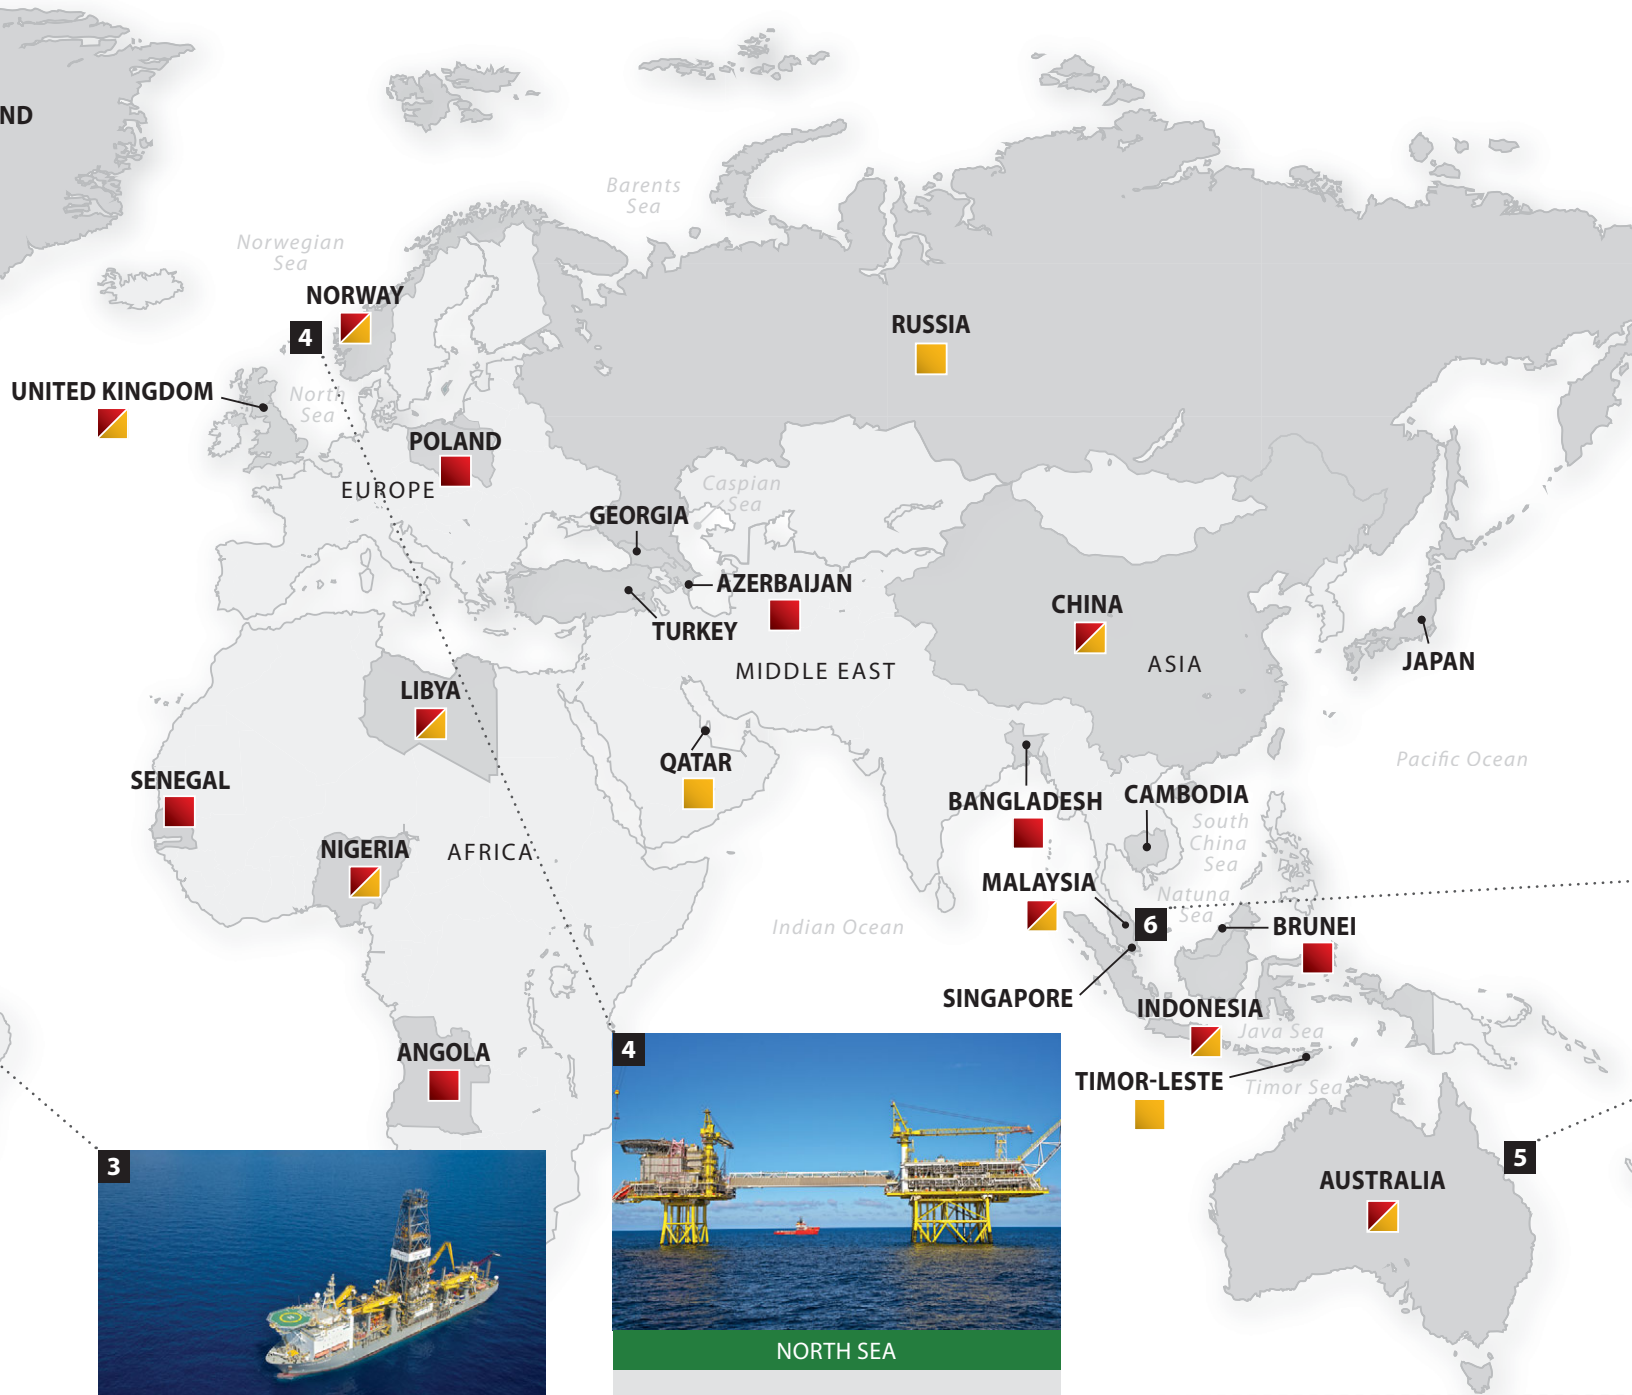 ND
Barents
Sea
Norwegian
Sea
NORWAY
4
RUSSIA
UNITED KINGDOM
North
Sea
POLAND
EUROPE
Caspian
Sea
GEORGIA
AZERBAIJAN
TURKEY
CHINA
ASIA
JAPAN
MIDDLE EAST
LIBYA
QATAR
Pacific Ocean
SENEGAL
BANGLADESH
CAMBODIA
South
China
Sea
NIGERIA
AFRICA
MALAYSIA
Natuna
Sea
6
BRUNEI
Indian Ocean
SINGAPORE
INDONESIA
Java Sea
ANGOLA
4
TIMOR-LESTE
Timor Sea
3
5
AUSTRALIA
NORTH SEA